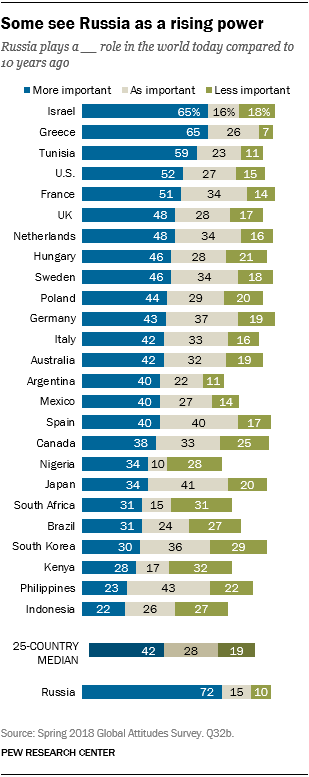 Some see Russia as a rising power
Russia plays a __ role in the world today compared to
10 years ago
More important As important Less important
Israel 65% 16% 18%
Greece 65 26 7
Tunisia 59 23 11
U.S. 52 27 15
France 51 34 14
UK 48 28 17
Netherlands 48 34 16
Hungary 46 28 21
Sweden 46 34 18
Poland 44 29 20
Germany 43 37 19
Italy 42 33 16
Australia 42 32 19
Argentina 40 22 11
Mexico 40 27 14
Spain 40 40 17
Canada 38 33 25
Nigeria 34 10 28
Japan 34 41 20
South Africa 31 15 31
Brazil 31 24 27
South Korea 30 36 29
Kenya 28 17 32
Philippines 23 43 22
Indonesia 22 26 27
25-COUNTRY
MEDIAN 42 28 19
Russia 72 15 10
Source: Spring 2018 Global Attitudes Survey. Q32b.
PEW RESEARCH CENTER